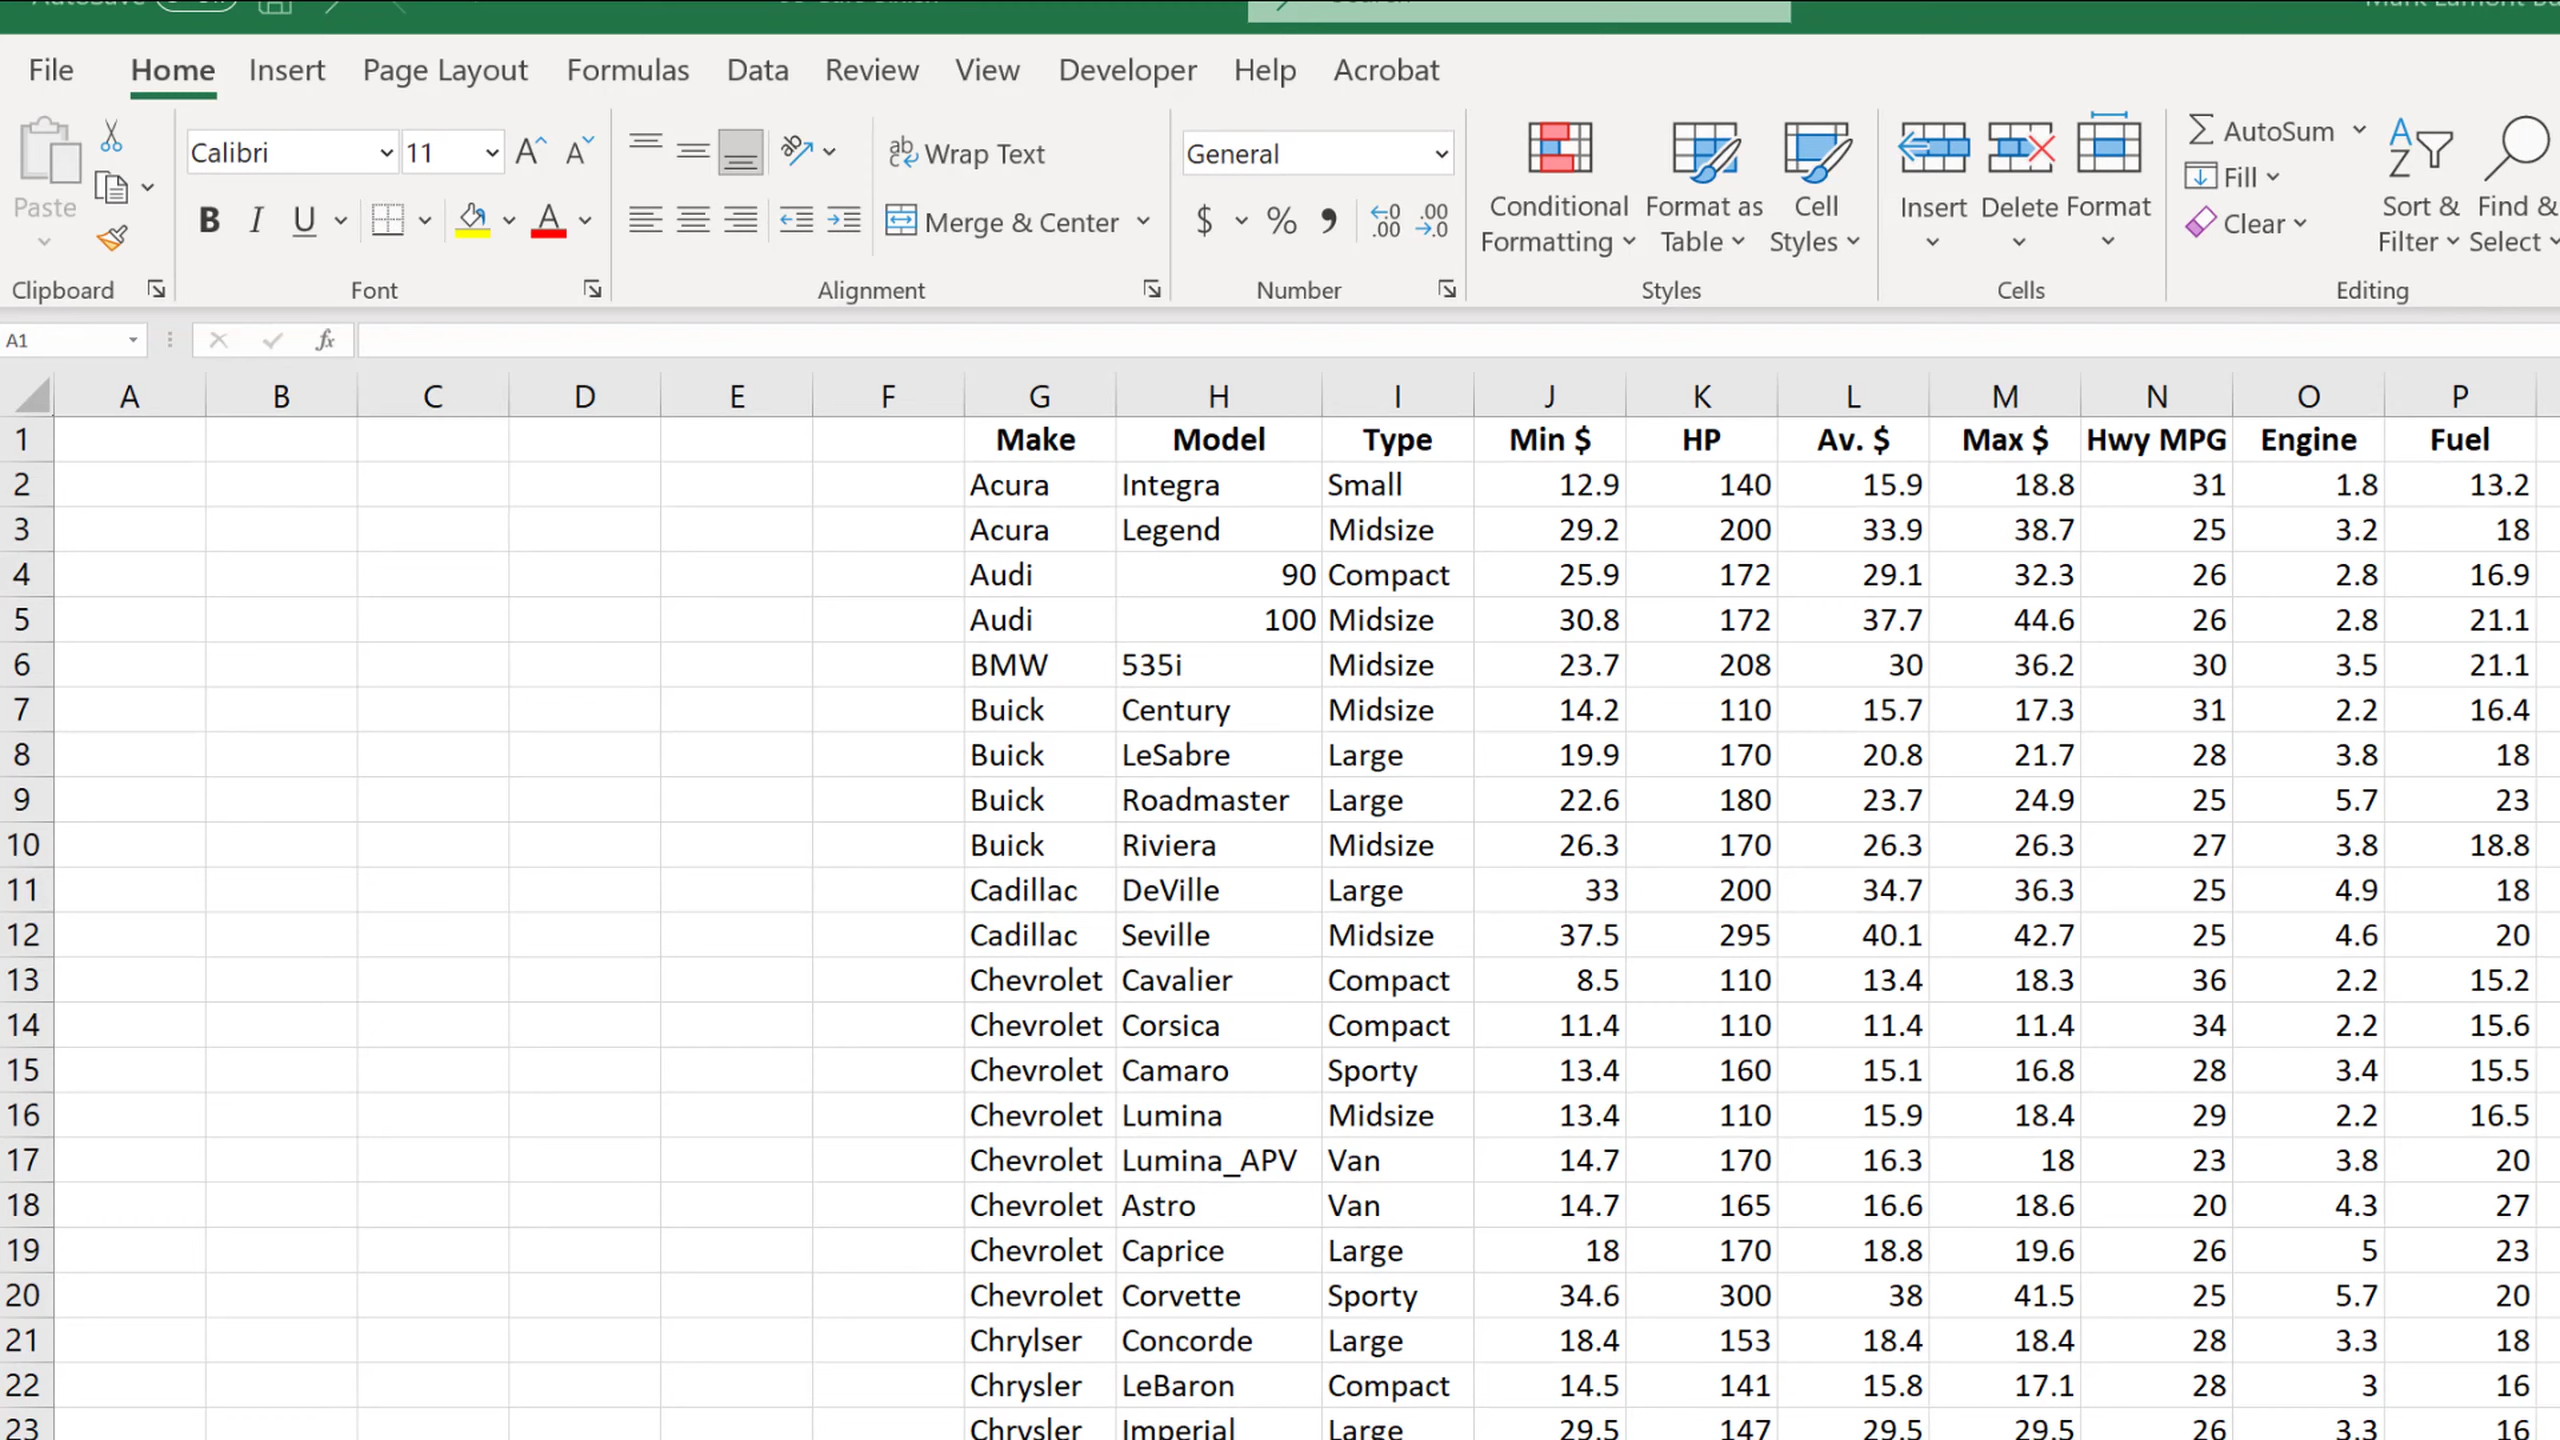 File Home Insert Page Layout Formulas Data Review View Developer Help Acrobat
Calibri 11 A A Wrap Text General AutoSum
Paste Conditional Formatting Format as Table Cell Styles Insert Delete Format Fill Sort & Filter Find & Select
B I U A Merge & Center $ % Clear
Clipboard Font Alignment Number Styles Cells Editing
A1 fx
A B C D E F G H I J K L M N O P
1 Make Model Type Min $ HP Av. $ Max $ Hwy MPG Engine Fuel
2 Acura Integra Small 12.9 140 15.9 18.8 31 1.8 13.2
3 Acura Legend Midsize 29.2 200 33.9 38.7 25 3.2 18
4 Audi 90 Compact 25.9 172 29.1 32.3 26 2.8 16.9
5 Audi 100 Midsize 30.8 172 37.7 44.6 26 2.8 21.1
6 BMW 535i Midsize 23.7 208 30 36.2 30 3.5 21.1
7 Buick Century Midsize 14.2 110 15.7 17.3 31 2.2 16.4
8 Buick LeSabre Large 19.9 170 20.8 21.7 28 3.8 18
9 Buick Roadmaster Large 22.6 180 23.7 24.9 25 5.7 23
10 Buick Riviera Midsize 26.3 170 26.3 26.3 27 3.8 18.8
11 Cadillac DeVille Large 33 200 34.7 36.3 25 4.9 18
12 Cadillac Seville Midsize 37.5 295 40.1 42.7 25 4.6 20
13 Chevrolet Cavalier Compact 8.5 110 13.4 18.3 36 2.2 15.2
14 Chevrolet Corsica Compact 11.4 110 11.4 11.4 34 2.2 15.6
15 Chevrolet Camaro Sporty 13.4 160 15.1 16.8 28 3.4 15.5
16 Chevrolet Lumina Midsize 13.4 110 15.9 18.4 29 2.2 16.5
17 Chevrolet Lumina_APV Van 14.7 170 16.3 18 23 3.8 20
18 Chevrolet Astro Van 14.7 165 16.6 18.6 20 4.3 27
19 Chevrolet Caprice Large 18 170 18.8 19.6 26 5 23
20 Chevrolet Corvette Sporty 34.6 300 38 41.5 25 5.7 20
21 Chrylser Concorde Large 18.4 153 18.4 18.4 28 3.3 18
22 Chrysler LeBaron Compact 14.5 141 15.8 17.1 28 3 16
23 Chrysler Imperial Large 29.5 147 29.5 29.5 26 3.3 16